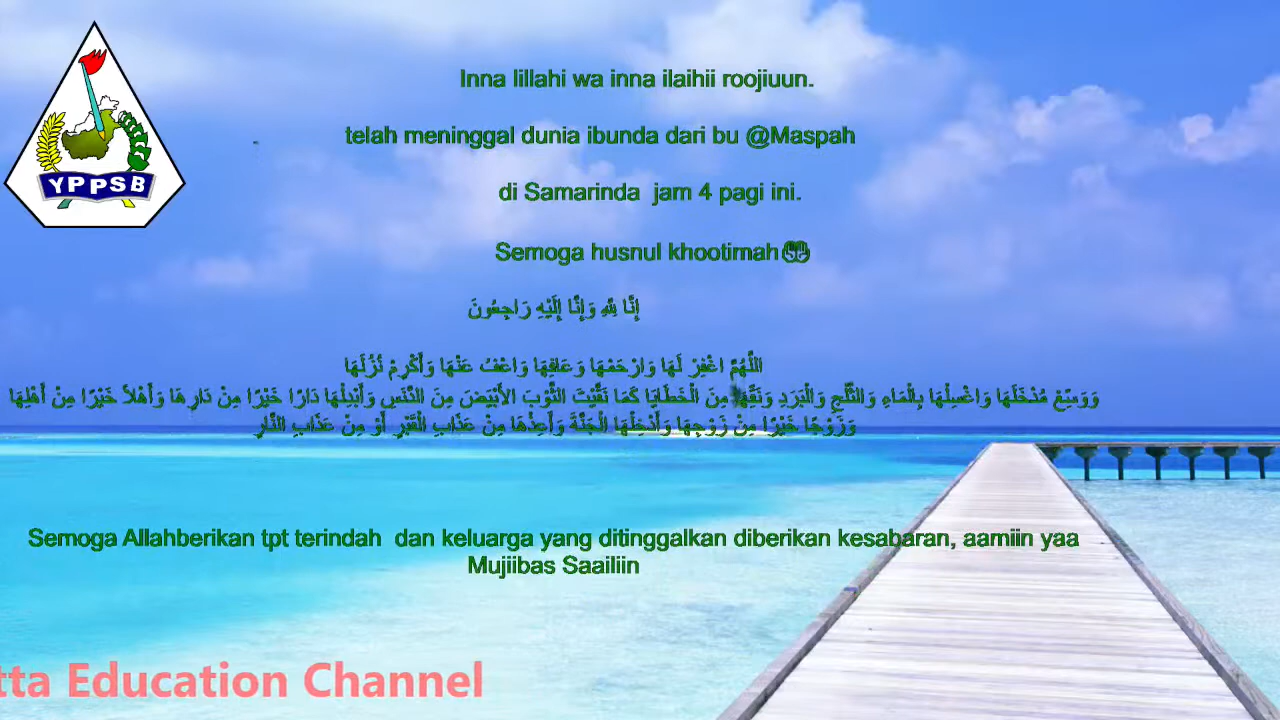 YPPSB
Inna lillahi wa inna ilaihii roojiuun.
telah meninggal dunia ibunda dari bu @Maspah
di Samarinda jam 4 pagi ini.
Semoga husnul khootimah
إِنَّا لِلَّهِ وَإِنَّا إِلَيْهِ رَاجِعُونَ
اللَّهُمَّ اغْفِرْ لَهَا وَارْحَمْهَا وَعَافِهَا وَاعْفُ عَنْهَا وَأَكْرِمْ نُزُلَهَا
وَوَسِّعْ مُدْخَلَهَا وَاغْسِلْهَا بِالْمَاءِ وَالثَّلْجِ وَالْبَرَدِ وَنَقِّهَا مِنَ الْخَطَايَا كَمَا نَقَّيْتَ الثَّوْبَ الأَبْيَضَ مِنَ الدَّنَسِ وَأَبْدِلْهَا دَارًا خَيْرًا مِنْ دَارِهَا وَأَهْلاً خَيْرًا مِنْ أَهْلِهَا
وَزَوْجًا خَيْرًا مِنْ زَوْجِهَا وَأَدْخِلْهَا الْجَنَّةَ وَأَعِذْهَا مِنْ عَذَابِ الْقَبْرِ أَوْ مِنْ عَذَابِ النَّارِ
Semoga Allahberikan tpt terindah dan keluarga yang ditinggalkan diberikan kesabaran, aamiin yaa
Mujiibas Saailiin
tta Education Channel